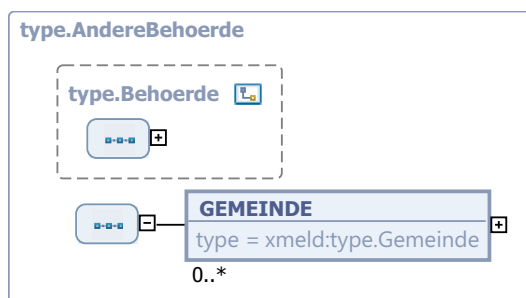 type.AndereBehoerde
type.Behoerde
GEMEINDE
type = xmeld:type.Gemeinde
0..*